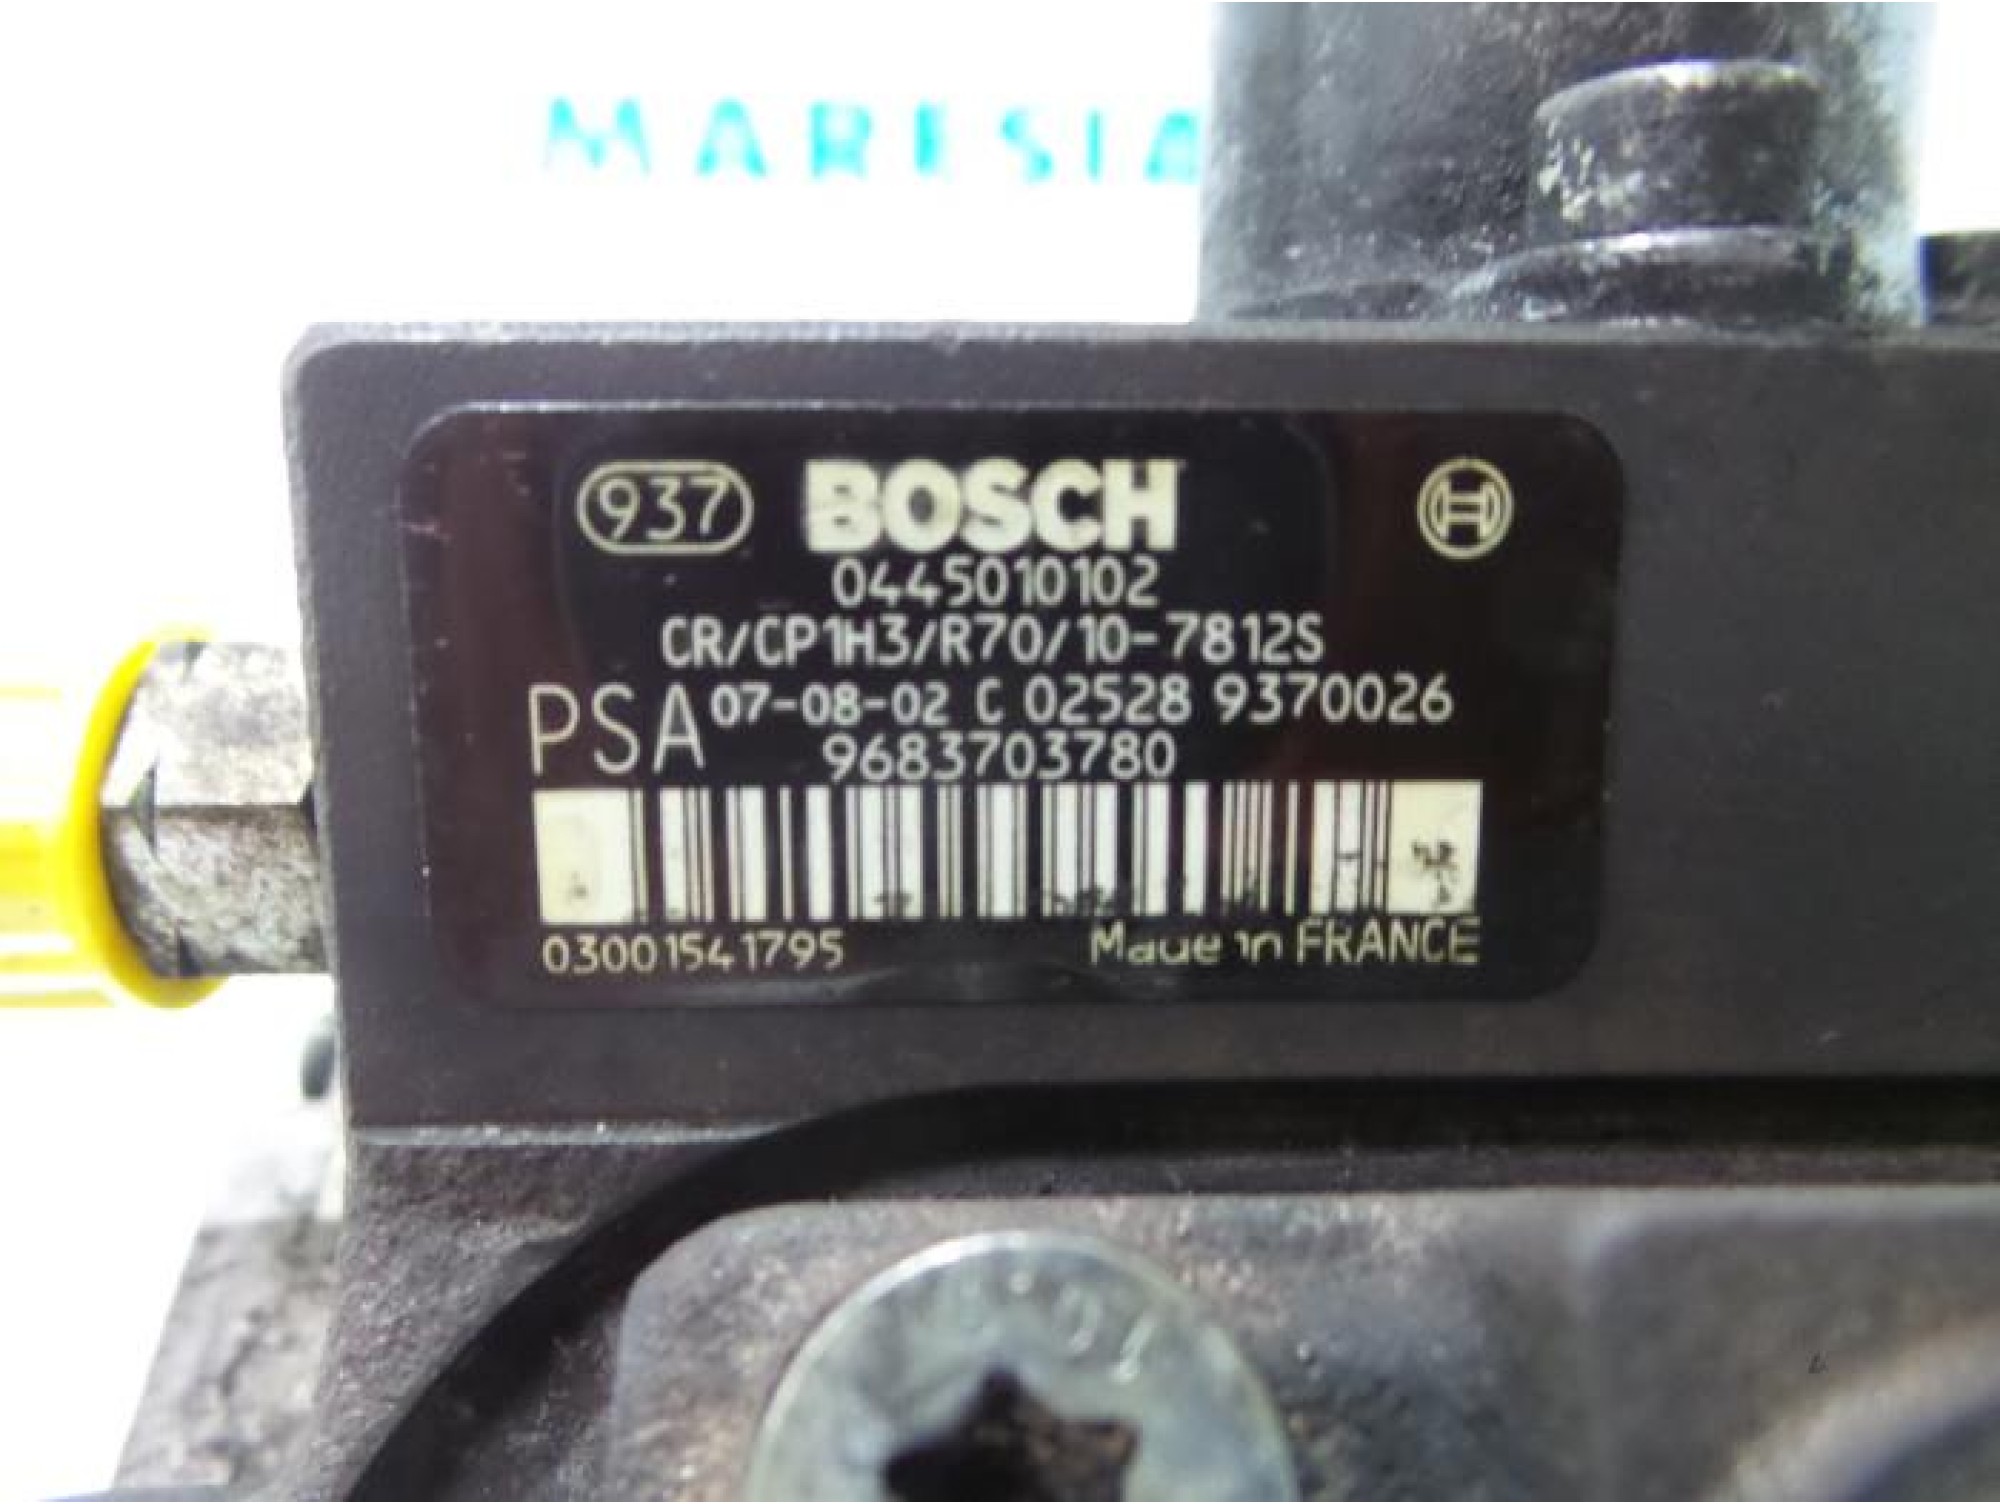 MARESIA
937 BOSCH
0445010102
CR/CP1H3/R70/10-7812S
PSA 07-08-02 C 02528 9370026
9683703780
03001541795 Made in FRANCE